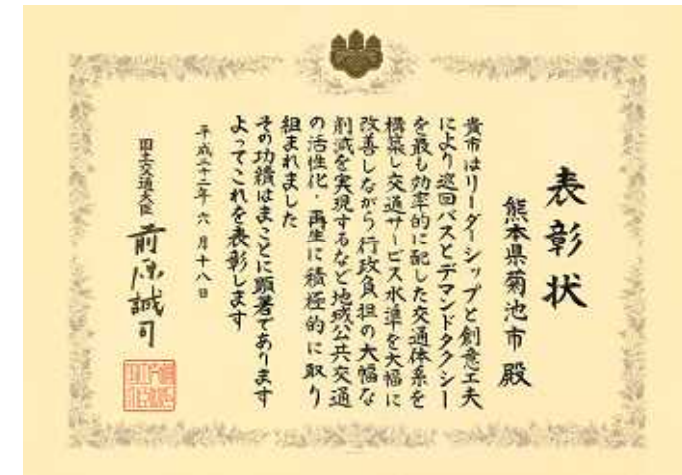 表彰状
熊本県菊池市 殿
貴市はリーダーシップと創意工夫
により巡回バスとデマンドタクシー
を最も効率的に配した交通体系を
構築し交通サービス水準を大幅に
改善しながら行政負担の大幅な
削減を実現するなど地域公共交通
の活性化・再生に積極的に取り
組まれました
その功績はまことに顕著であります
よってこれを表彰します
平成二十二年六月十八日
国土交通大臣 前原誠司